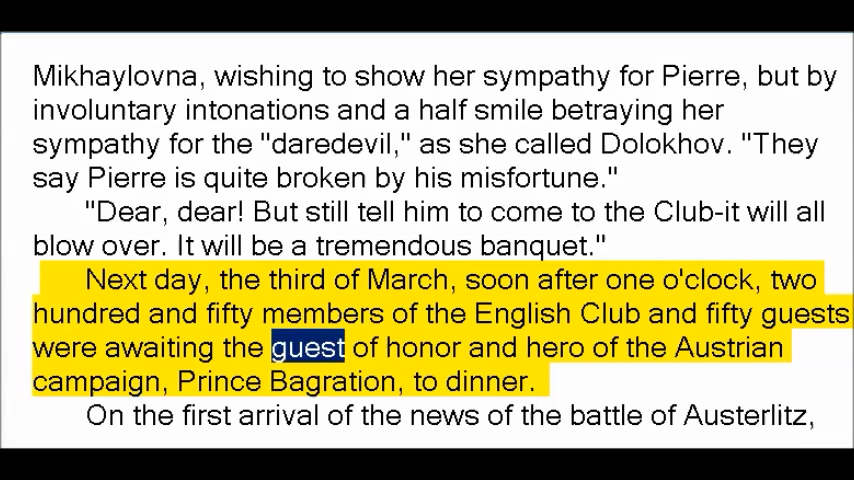 Mikhaylovna, wishing to show her sympathy for Pierre, but by
involuntary intonations and a half smile betraying her
sympathy for the "daredevil," as she called Dolokhov. "They
say Pierre is quite broken by his misfortune."
"Dear, dear! But still tell him to come to the Club-it will all
blow over. It will be a tremendous banquet."
Next day, the third of March, soon after one o'clock, two
hundred and fifty members of the English Club and fifty guests
were awaiting the guest of honor and hero of the Austrian
campaign, Prince Bagration, to dinner.
On the first arrival of the news of the battle of Austerlitz,